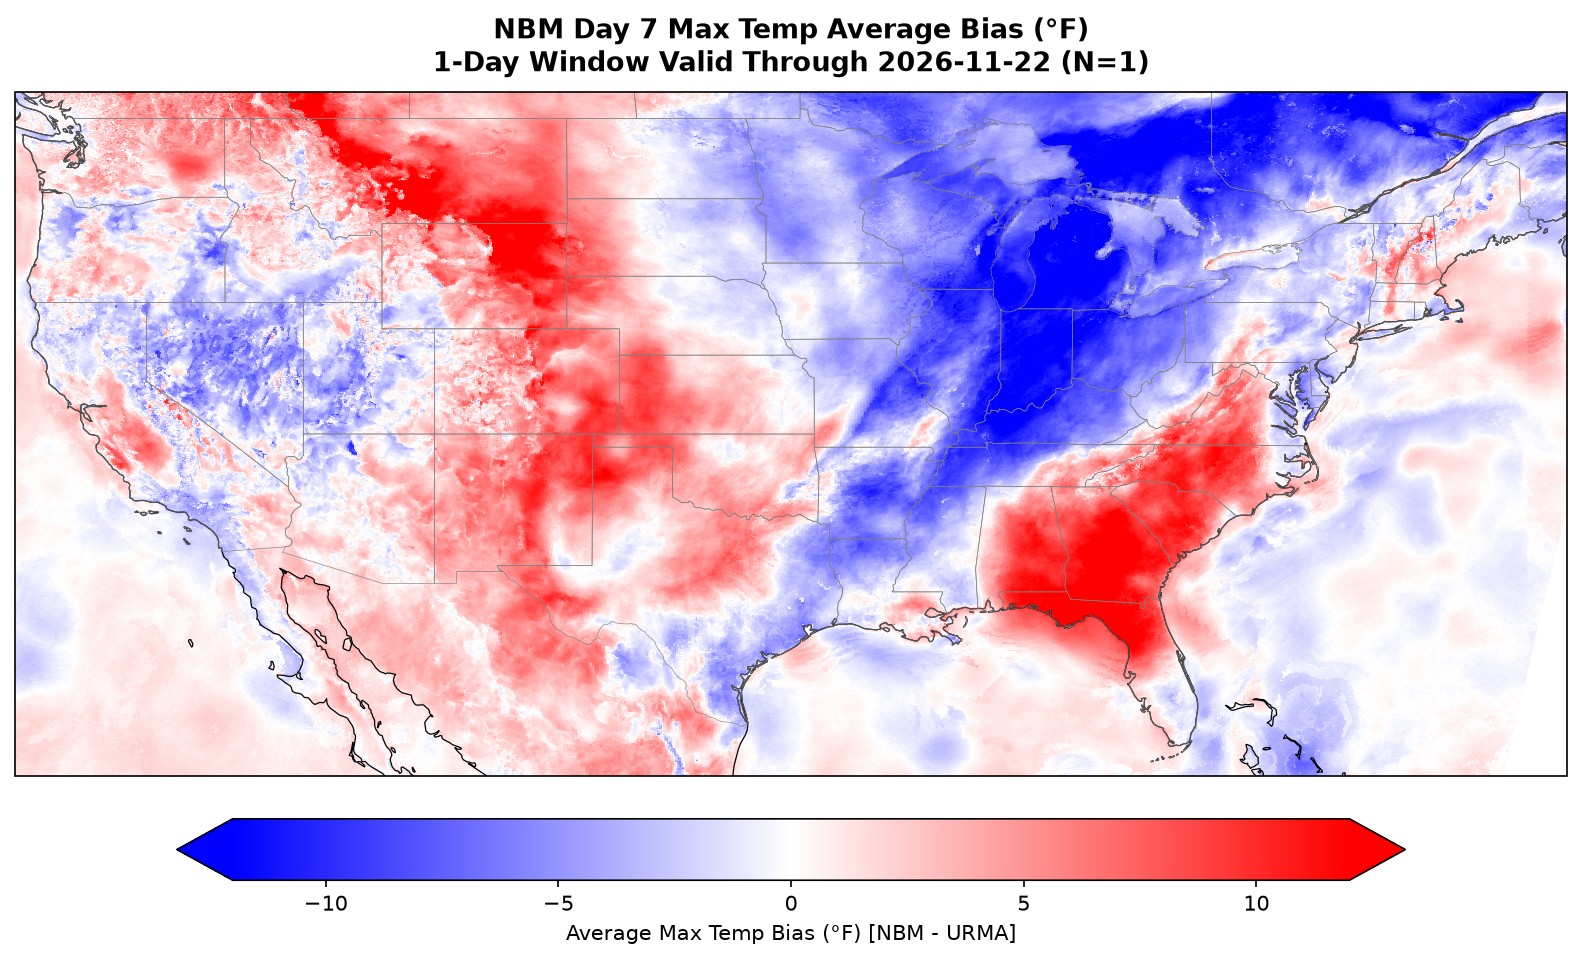 NBM Day 7 Max Temp Average Bias (°F)
1-Day Window Valid Through 2026-11-22 (N=1)
−10 −5 0 5 10
Average Max Temp Bias (°F) [NBM - URMA]